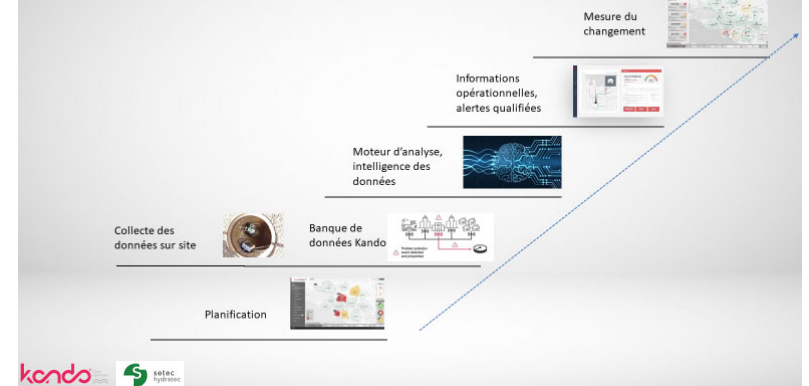 Mesure du
changement
Informations
opérationnelles,
alertes qualifiées
Moteur d'analyse,
intelligence des
données
Collecte des
données sur site
Banque de
données Kando
Planification
kando
setec
hydratec